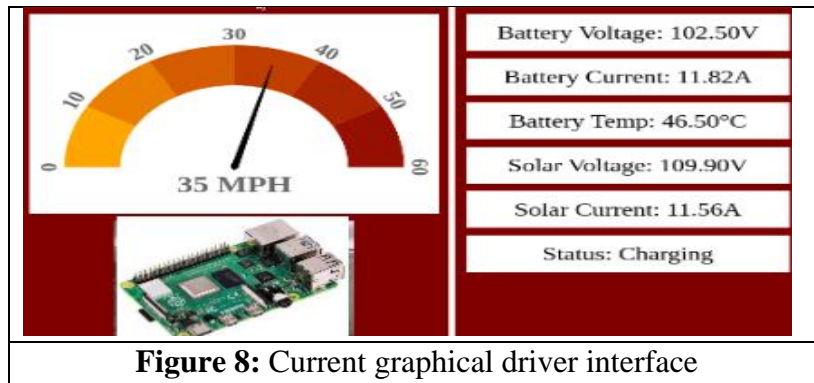 0
10
20
30
40
50
60
35 MPH
Battery Voltage: 102.50V
Battery Current: 11.82A
Battery Temp: 46.50°C
Solar Voltage: 109.90V
Solar Current: 11.56A
Status: Charging
Figure 8: Current graphical driver interface